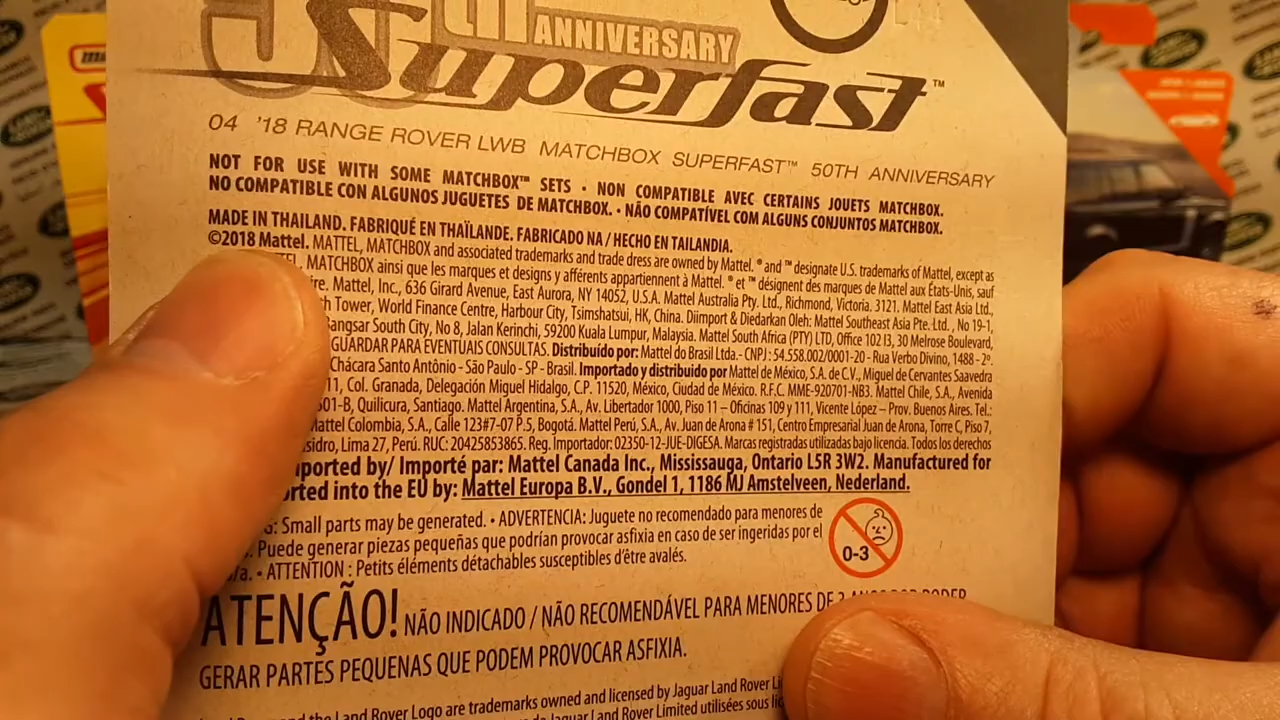 50th ANNIVERSARY
Superfast™
04 '18 RANGE ROVER LWB MATCHBOX SUPERFAST™ 50TH ANNIVERSARY
NOT FOR USE WITH SOME MATCHBOX™ SETS • NON COMPATIBLE AVEC CERTAINS JOUETS MATCHBOX.
NO COMPATIBLE CON ALGUNOS JUGUETES DE MATCHBOX. • NÃO COMPATÍVEL COM ALGUNS CONJUNTOS MATCHBOX.
MADE IN THAILAND. FABRIQUÉ EN THAÏLANDE. FABRICADO NA / HECHO EN TAILANDIA.
©2018 Mattel. MATTEL, MATCHBOX and associated trademarks and trade dress are owned by Mattel. ® and ™ designate U.S. trademarks of Mattel, except as
MATCHBOX ainsi que les marques et designs y afférents appartiennent à Mattel. ® et ™ désignent des marques de Mattel aux États-Unis, sauf
Mattel, Inc., 636 Girard Avenue, East Aurora, NY 14052, U.S.A. Mattel Australia Pty. Ltd., Richmond, Victoria. 3121. Mattel East Asia Ltd.,
Tower, World Finance Centre, Harbour City, Tsimshatsui, HK, China. Diimport & Diedarkan Oleh: Mattel Southeast Asia Pte. Ltd., No 19-1,
Bangsar South City, No 8, Jalan Kerinchi, 59200 Kuala Lumpur, Malaysia. Mattel South Africa (PTY) LTD, Office 102 I3, 30 Melrose Boulevard,
GUARDAR PARA EVENTUAIS CONSULTAS. Distribuído por: Mattel do Brasil Ltda.- CNPJ : 54.558.002/0001-20 - Rua Verbo Divino, 1488 - 2º.
Chácara Santo Antônio - São Paulo - SP - Brasil. Importado y distribuido por Mattel de México, S.A. de C.V., Miguel de Cervantes Saavedra
11, Col. Granada, Delegación Miguel Hidalgo, C.P. 11520, México, Ciudad de México. R.F.C. MME-920701-NB3. Mattel Chile, S.A., Avenida
501-B, Quilicura, Santiago. Mattel Argentina, S.A., Av. Libertador 1000, Piso 11 – Oficinas 109 y 111, Vicente López – Prov. Buenos Aires. Tel.:
Mattel Colombia, S.A., Calle 123#7-07 P.5, Bogotá. Mattel Perú, S.A., Av. Juan de Arona # 151, Centro Empresarial Juan de Arona, Torre C, Piso 7,
Isidro, Lima 27, Perú. RUC: 20425853865. Reg. Importador: 02350-12-JUE-DIGESA. Marcas registradas utilizadas bajo licencia. Todos los derechos
ported by/ Importé par: Mattel Canada Inc., Mississauga, Ontario L5R 3W2. Manufactured for
orted into the EU by: Mattel Europa B.V., Gondel 1, 1186 MJ Amstelveen, Nederland.
G: Small parts may be generated. • ADVERTENCIA: Juguete no recomendado para menores de
Puede generar piezas pequeñas que podrían provocar asfixia en caso de ser ingeridas por el
/a. • ATTENTION : Petits éléments détachables susceptibles d'être avalés.
0-3
ATENÇÃO! NÃO INDICADO / NÃO RECOMENDÁVEL PARA MENORES DE 3 ANOS POR PODER
GERAR PARTES PEQUENAS QUE PODEM PROVOCAR ASFIXIA.
the Land Rover Logo are trademarks owned and licensed by Jaguar Land Rover
de Jaguar Land Rover Limited utilisées sous